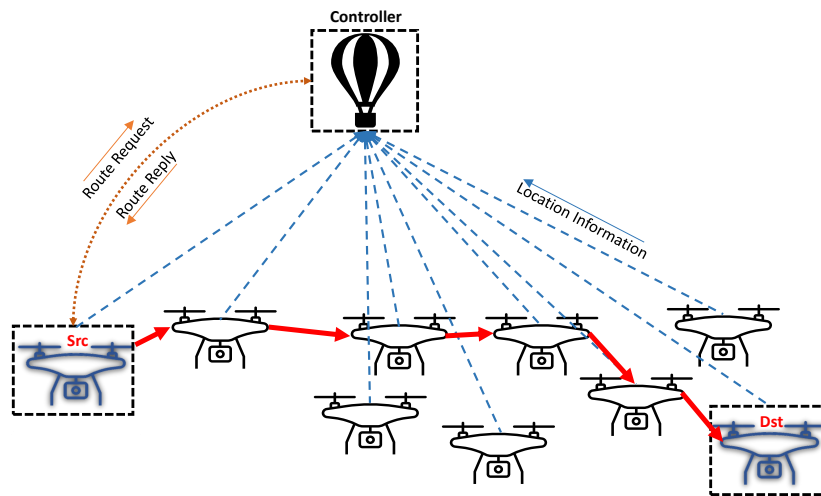 Controller
Route Request
Route Reply
Location Information
Src
Dst